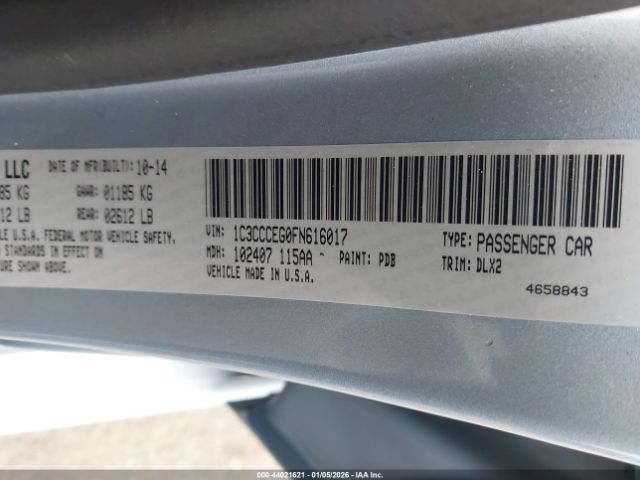 LLC DATE OF MFR(BUILT): 10-14
85 KG GAWR: 01185 KG
12 LB REAR: 02612 LB
LE U.S.A. FEDERAL MOTOR VEHICLE SAFETY,
STANDARDS IN EFFECT ON
URE SHOWN ABOVE.
VIN: 1C3CCCEG0FN616017
TYPE: PASSENGER CAR
MDH: 102407 115AA PAINT: PDB
TRIM: DLX2
VEHICLE MADE IN U.S.A.
4658843
000-44021621 - 01/05/2026 - IAA Inc.